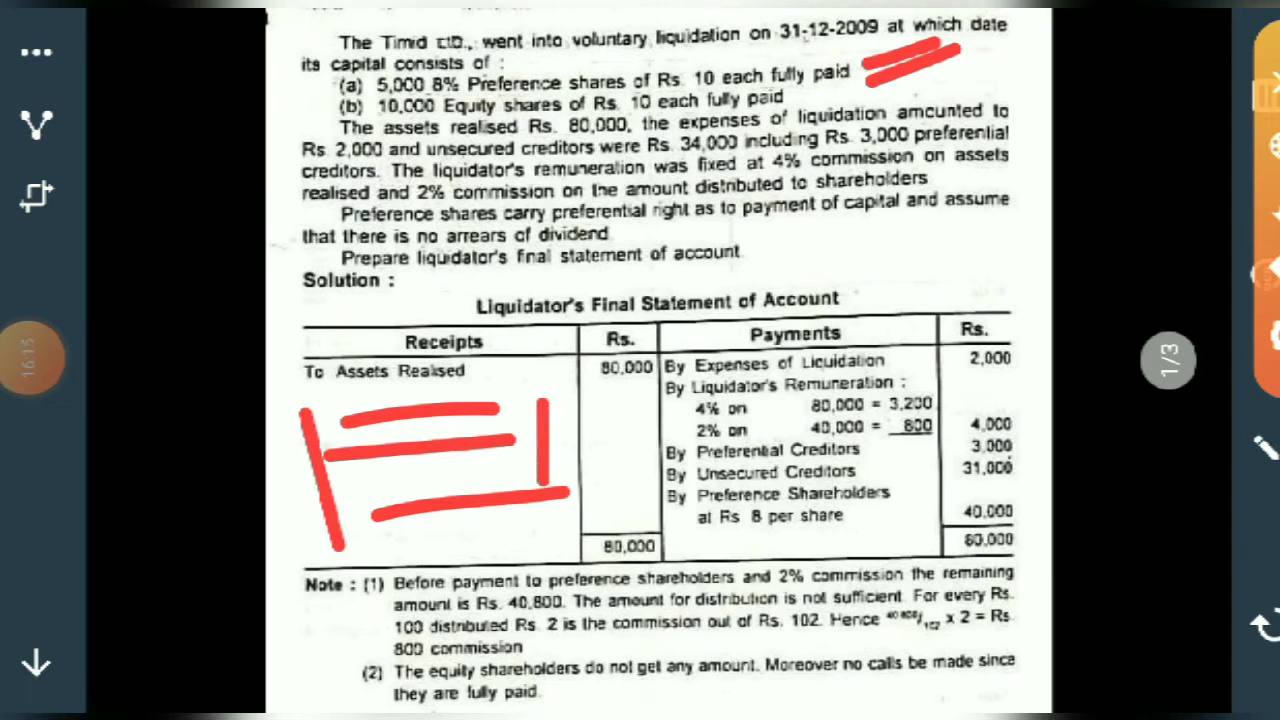 The Timid LtD., went into voluntary liquidation on 31-12-2009 at which date
its capital consists of :
(a) 5,000 8% Preference shares of Rs. 10 each fully paid
(b) 10,000 Equity shares of Rs. 10 each fully paid
The assets realised Rs. 80,000, the expenses of liquidation amounted to
Rs 2,000 and unsecured creditors were Rs. 34,000 including Rs. 3,000 preferential
creditors. The liquidator's remuneration was fixed at 4% commission on assets
realised and 2% commission on the amount distributed to shareholders
Preference shares carry preferential right as to payment of capital and assume
that there is no arrears of dividend
Prepare liquidator's final statement of account
Solution :
Liquidator's Final Statement of Account
Receipts Rs. Payments Rs.
To Assets Realised 80,000 By Expenses of Liquidation 2,000
By Liquidator's Remuneration :
4% on 80,000 = 3,200
2% on 40,000 = 800 4,000
By Preferential Creditors 3,000
By Unsecured Creditors 31,000
By Preference Shareholders
at Rs 8 per share 40,000
80,000 80,000
Note : (1) Before payment to preference shareholders and 2% commission the remaining
amount is Rs. 40,800. The amount for distribution is not sufficient. For every Rs.
100 distributed Rs. 2 is the commission out of Rs. 102. Hence 40800/102 x 2 = Rs
800 commission
(2) The equity shareholders do not get any amount. Moreover no calls be made since
they are fully paid.
16:15
1/3